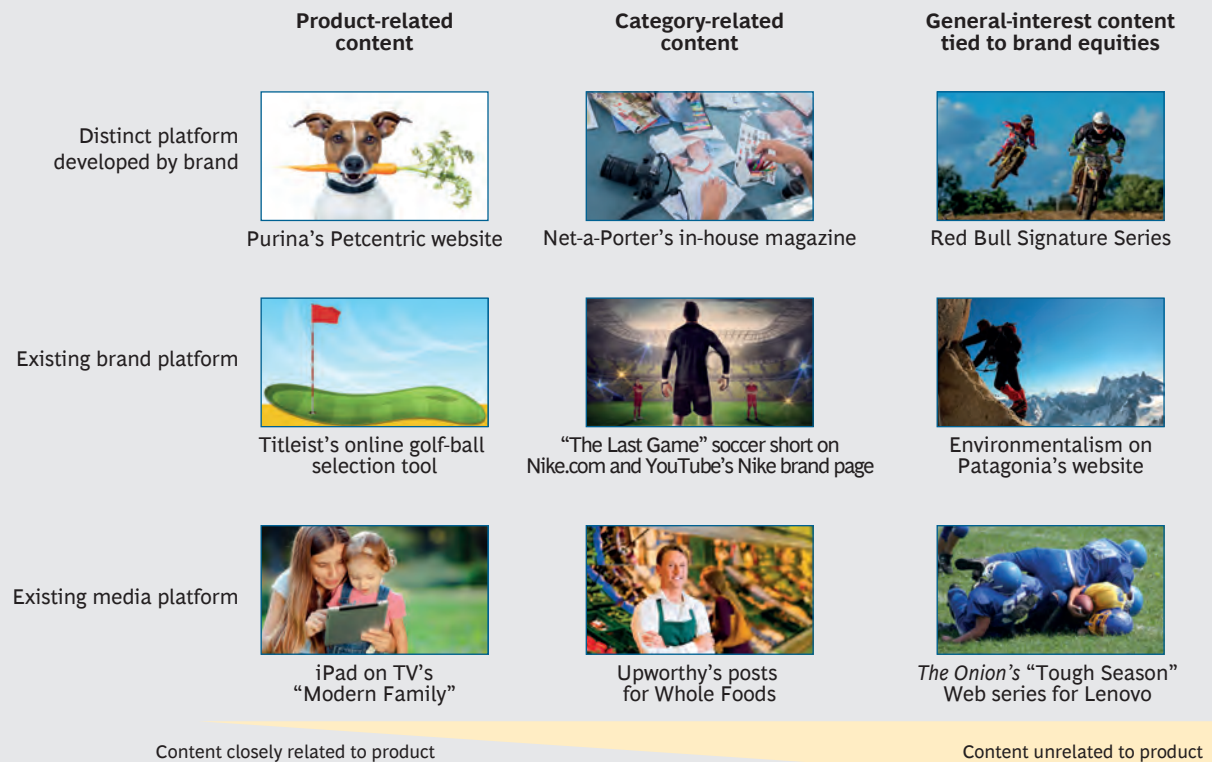 Product-related
content
Category-related
content
General-interest content
tied to brand equities
Distinct platform
developed by brand
Purina’s Petcentric website
Net-a-Porter’s in-house magazine
Red Bull Signature Series
Existing brand platform
Titleist’s online golf-ball
selection tool
“The Last Game” soccer short on
Nike.com and YouTube’s Nike brand page
Environmentalism on
Patagonia’s website
Existing media platform
iPad on TV’s
“Modern Family”
Upworthy’s posts
for Whole Foods
The Onion’s “Tough Season”
Web series for Lenovo
Content closely related to product
Content unrelated to product